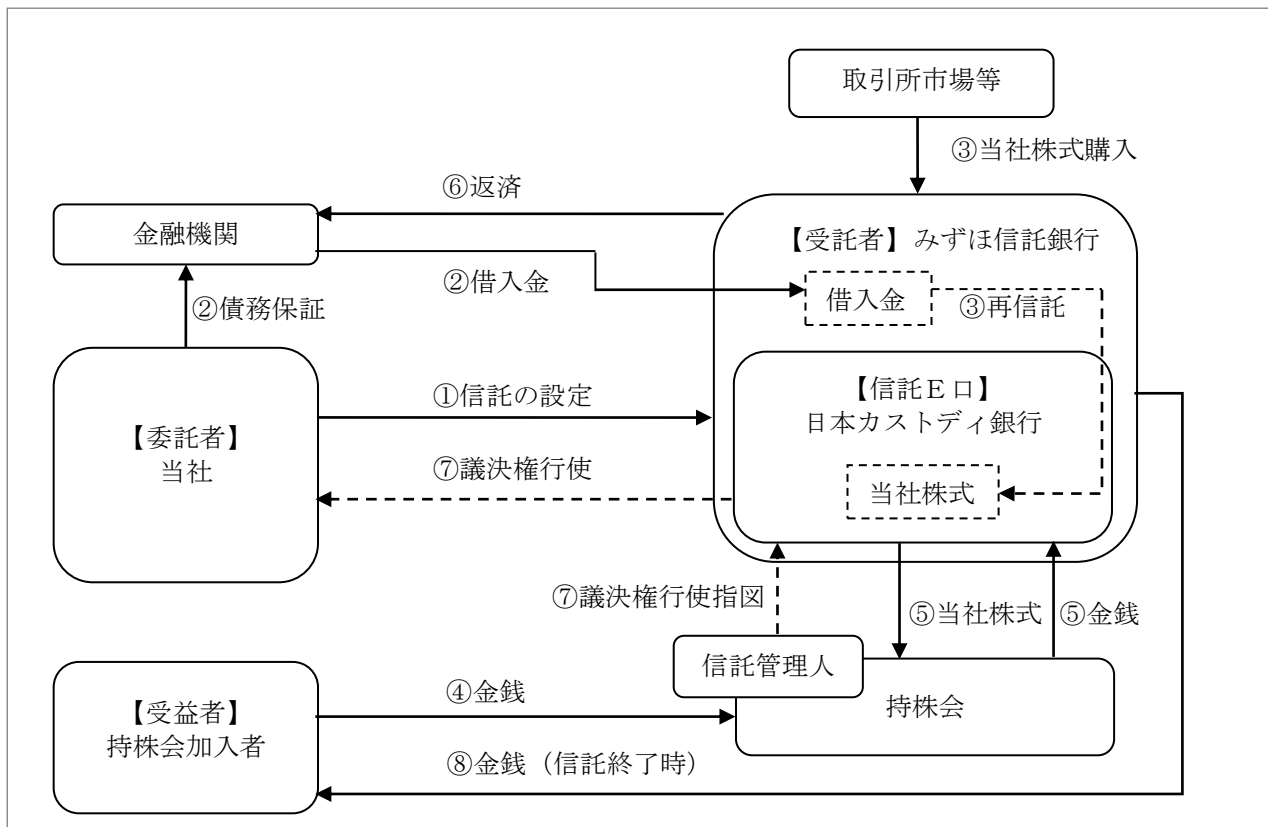 取引所市場等
③当社株式購入
⑥返済
金融機関
【受託者】みずほ信託銀行
②借入金
借入金
③再信託
②債務保証
【信託E口】
日本カストディ銀行
①信託の設定
【委託者】
当社
⑦議決権行使
当社株式
⑦議決権行使指図
⑤当社株式
⑤金銭
信託管理人
④金銭
持株会
【受益者】
持株会加入者
⑧金銭（信託終了時）